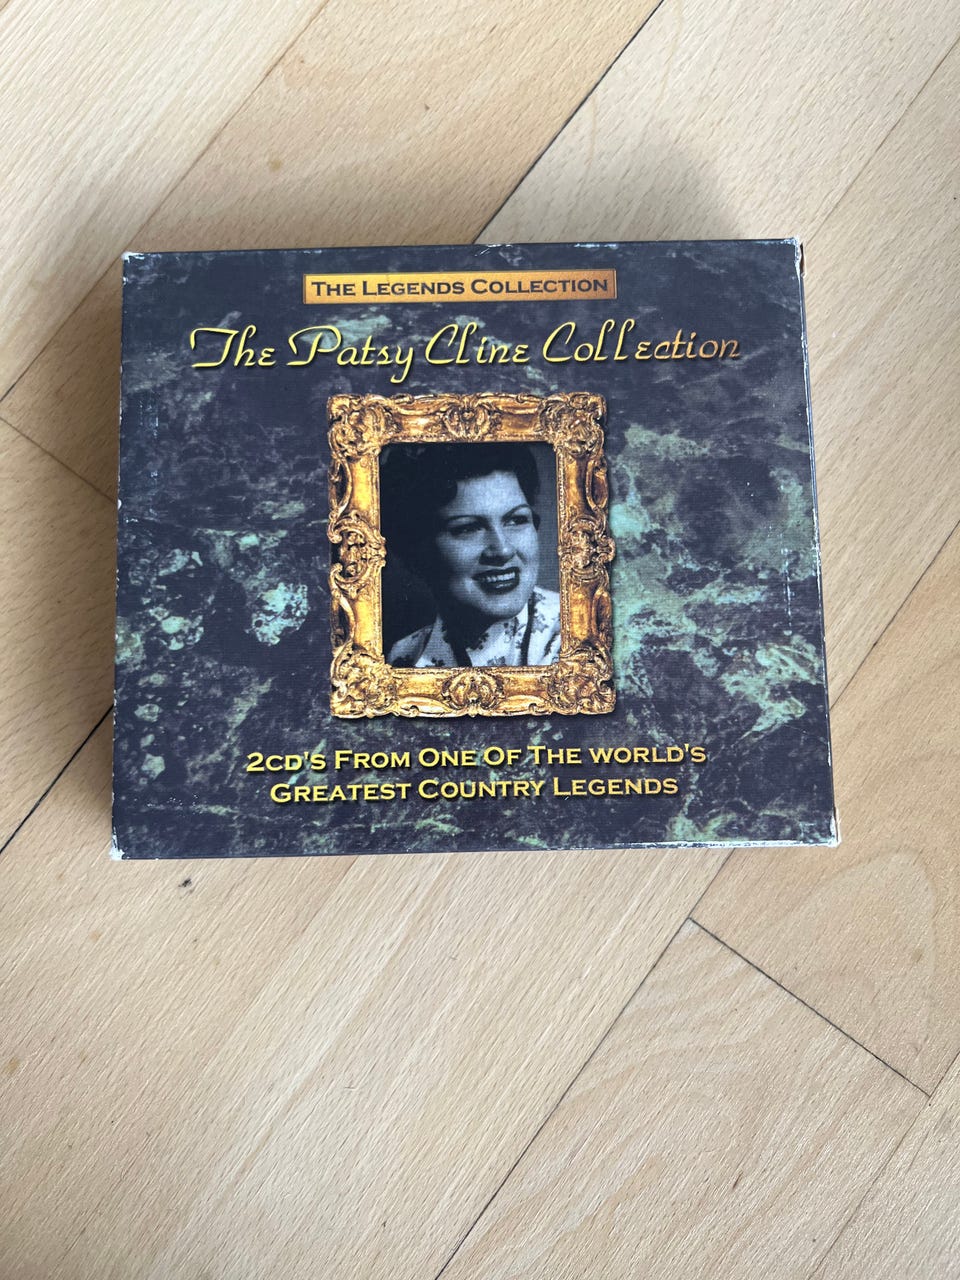 THE LEGENDS COLLECTION
The Patsy Cline Collection
2CD'S FROM ONE OF THE WORLD'S
GREATEST COUNTRY LEGENDS